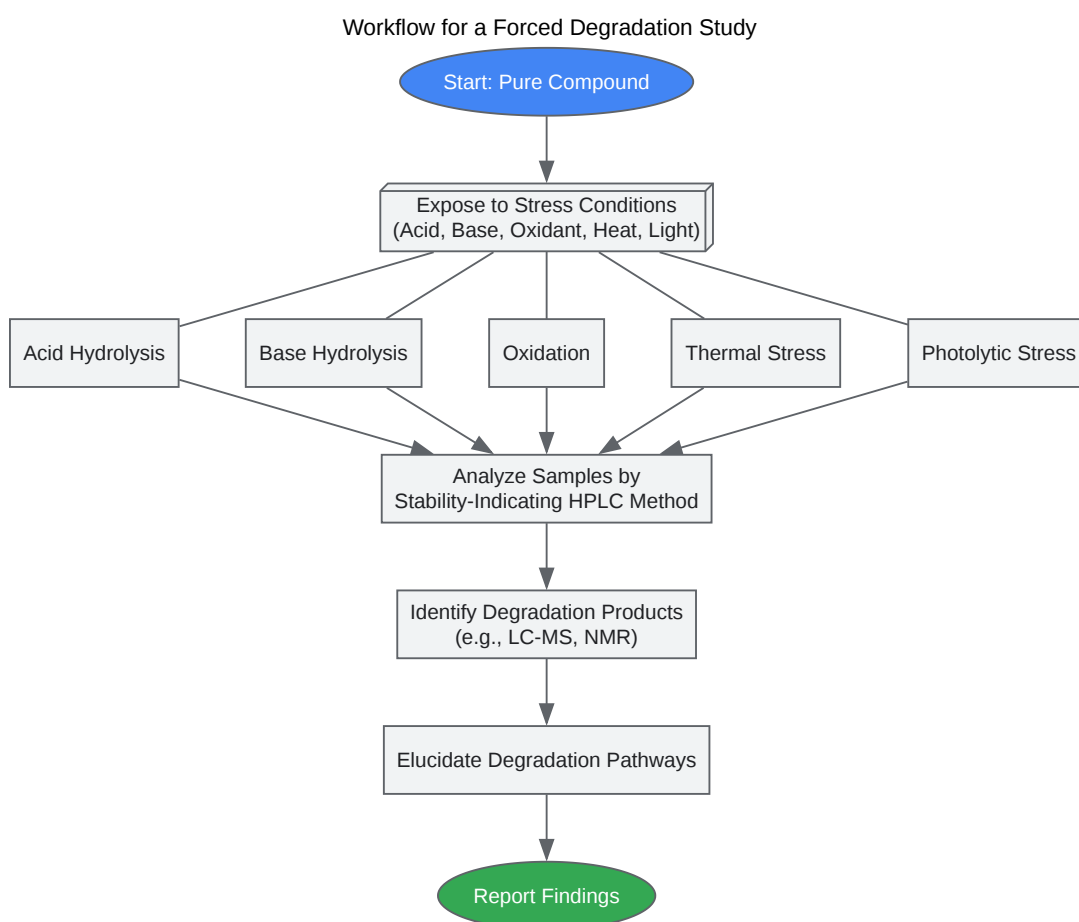 Workflow for a Forced Degradation Study
Start: Pure Compound
Expose to Stress Conditions
(Acid, Base, Oxidant, Heat, Light)
Acid Hydrolysis
Base Hydrolysis
Oxidation
Thermal Stress
Photolytic Stress
Analyze Samples by
Stability-Indicating HPLC Method
Identify Degradation Products
(e.g., LC-MS, NMR)
Elucidate Degradation Pathways
Report Findings